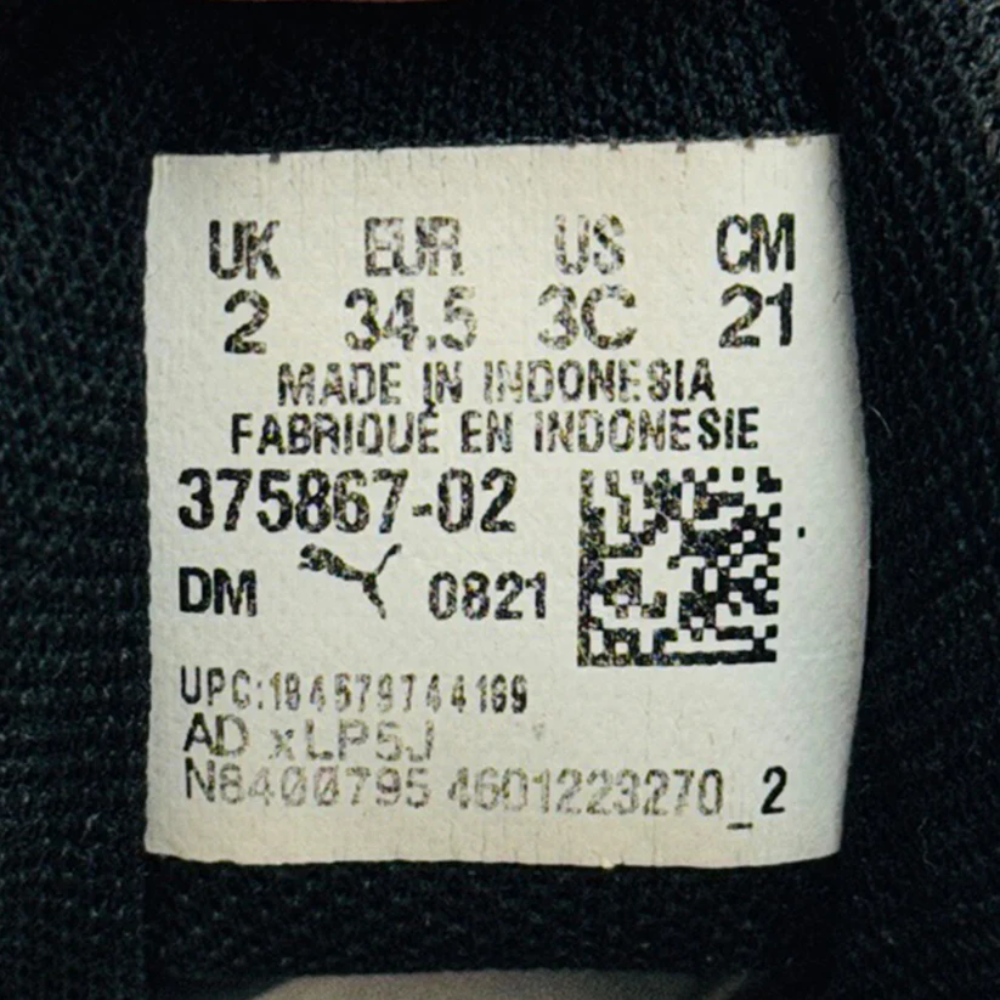 UK EUR US CM
2 34.5 3C 21
MADE IN INDONESIA
FABRIQUÉ EN INDONESIE
375867-02
DM 0821
UPC:194579744199
AD xLP5J
N8400795 4601223270_2